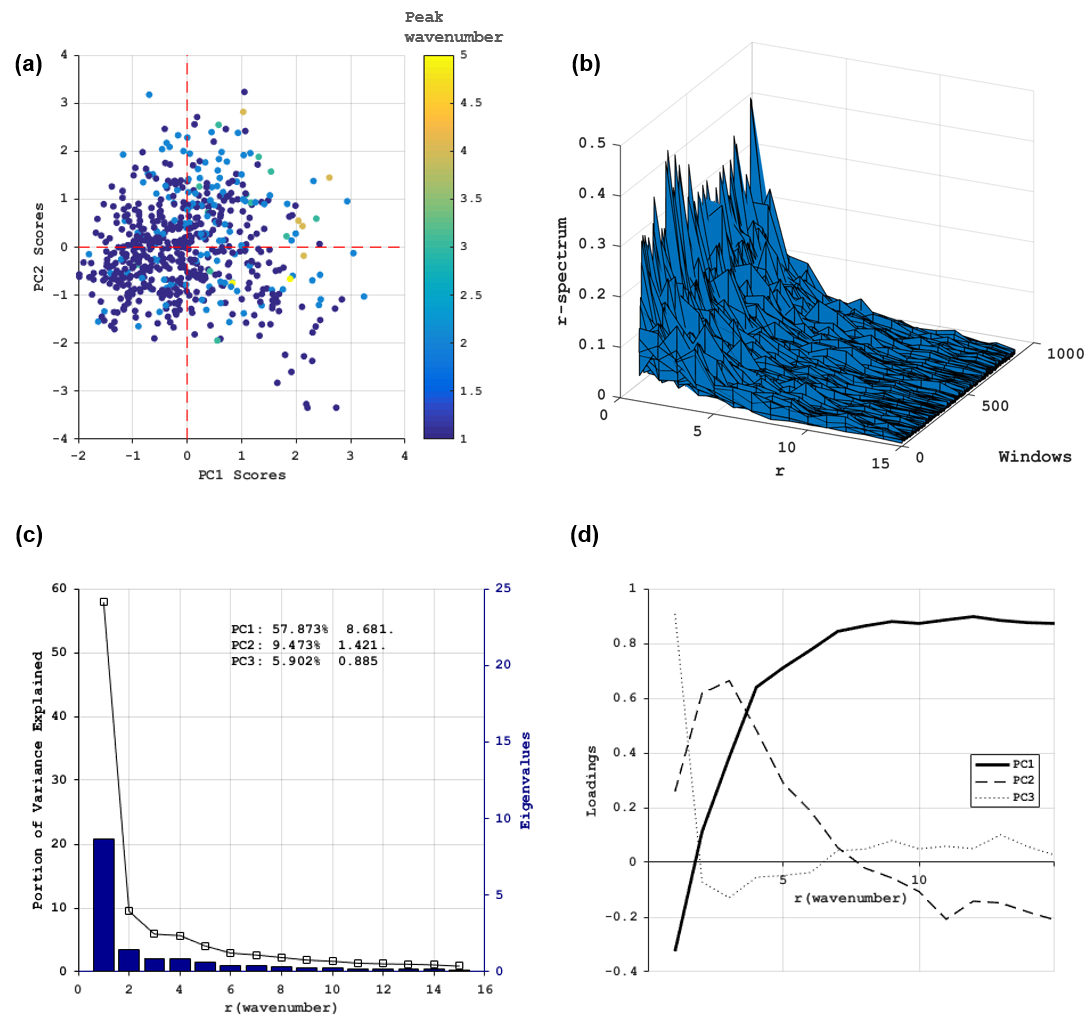 Peak
wavenumber
(a)
4
3
2
1
0
-1
-2
-3
-4
PC2 Scores
-2 -1 0 1 2 3 4
PC1 Scores
5
4.5
4
3.5
3
2.5
2
1.5
1
(b)
0.5
0.4
0.3
0.2
0.1
0
r-spectrum
0
5
10
15
r
0
500
1000
Windows
(c)
60
50
40
30
20
10
0
Portion of Variance Explained
PC1: 57.873% 8.681.
PC2: 9.473% 1.421.
PC3: 5.902% 0.885
25
20
15
10
5
0
Eigenvalues
0 2 4 6 8 10 12 14 16
r(wavenumber)
(d)
1
0.8
0.6
0.4
0.2
0
-0.2
-0.4
Loadings
PC1
PC2
PC3
5 10
r(wavenumber)